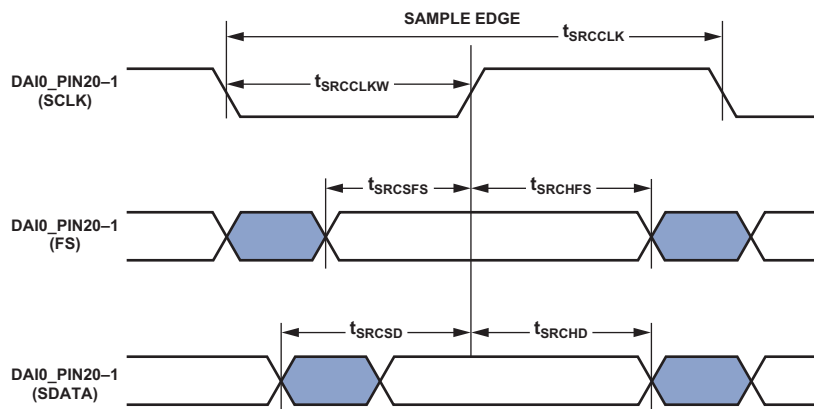 SAMPLE EDGE
tSRCCLK
DAI0_PIN20–1
(SCLK)
tSRCCLKW
tSRCSFS
tSRCHFS
DAI0_PIN20–1
(FS)
tSRCSD
tSRCHD
DAI0_PIN20–1
(SDATA)